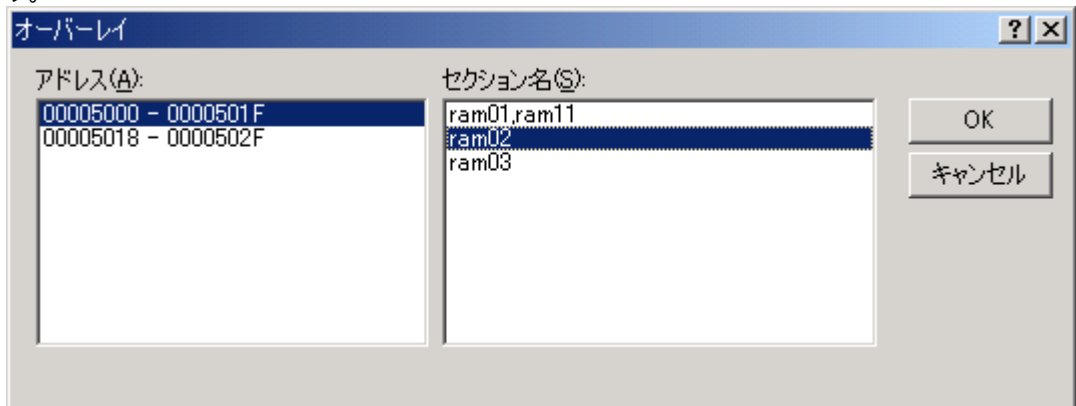 オーバーレイ
アドレス(A):
00005000 - 0000501F
00005018 - 0000502F
セクション名(S):
ram01,ram11
ram02
ram03
OK
キャンセル